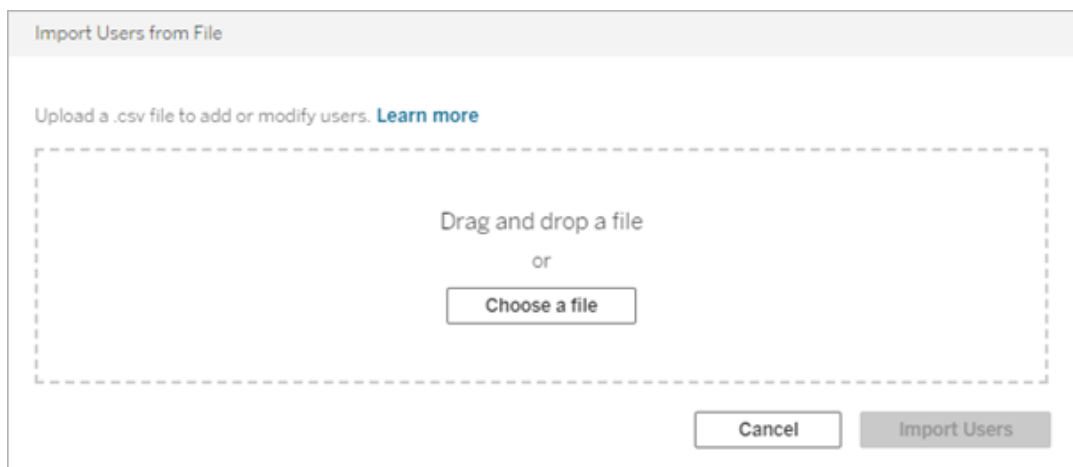 Import Users from File
Upload a .csv file to add or modify users. Learn more
Drag and drop a file
or
Choose a file
Cancel
Import Users